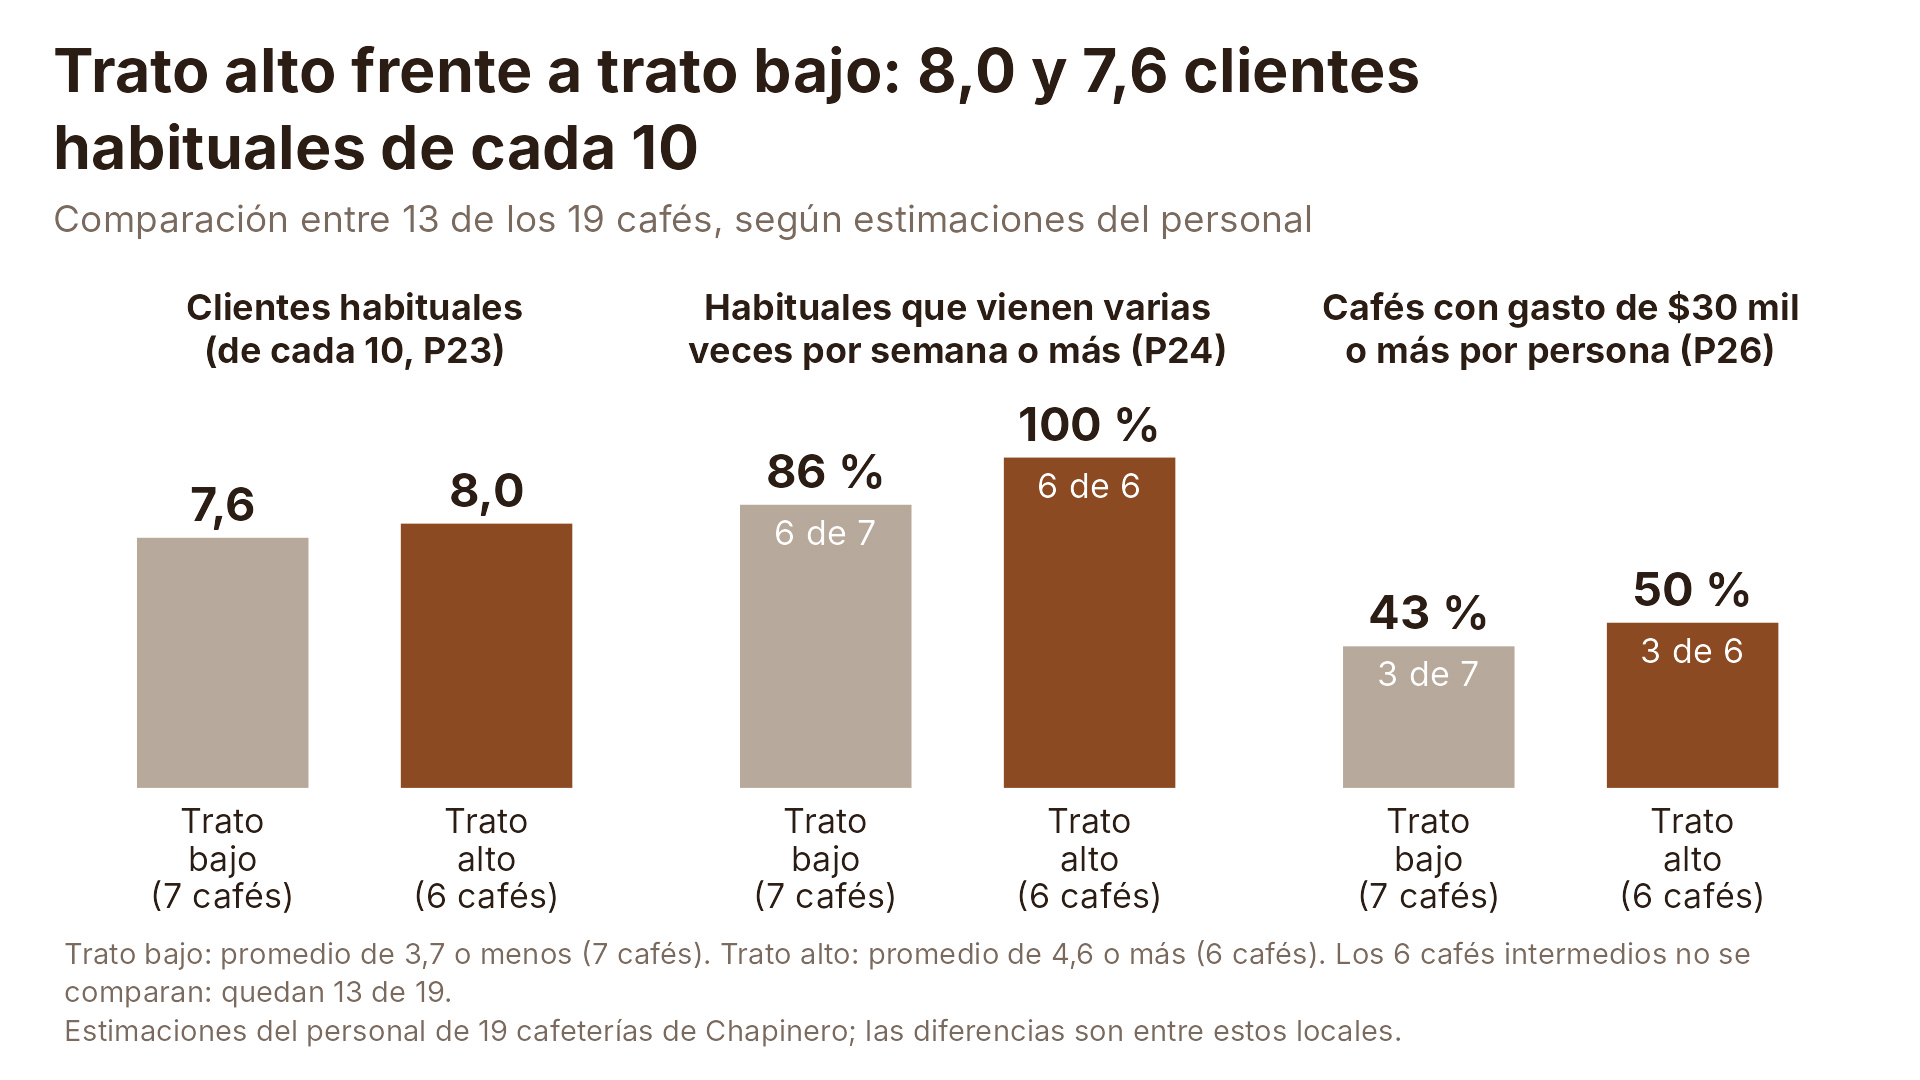 Trato alto frente a trato bajo: 8,0 y 7,6 clientes
habituales de cada 10
Comparación entre 13 de los 19 cafés, según estimaciones del personal
Clientes habituales
(de cada 10, P23)
7,6
8,0
Trato
bajo
(7 cafés)
Trato
alto
(6 cafés)
Habituales que vienen varias
veces por semana o más (P24)
86 %
6 de 7
100 %
6 de 6
Trato
bajo
(7 cafés)
Trato
alto
(6 cafés)
Cafés con gasto de $30 mil
o más por persona (P26)
43 %
3 de 7
50 %
3 de 6
Trato
bajo
(7 cafés)
Trato
alto
(6 cafés)
Trato bajo: promedio de 3,7 o menos (7 cafés). Trato alto: promedio de 4,6 o más (6 cafés). Los 6 cafés intermedios no se
comparan: quedan 13 de 19.
Estimaciones del personal de 19 cafeterías de Chapinero; las diferencias son entre estos locales.